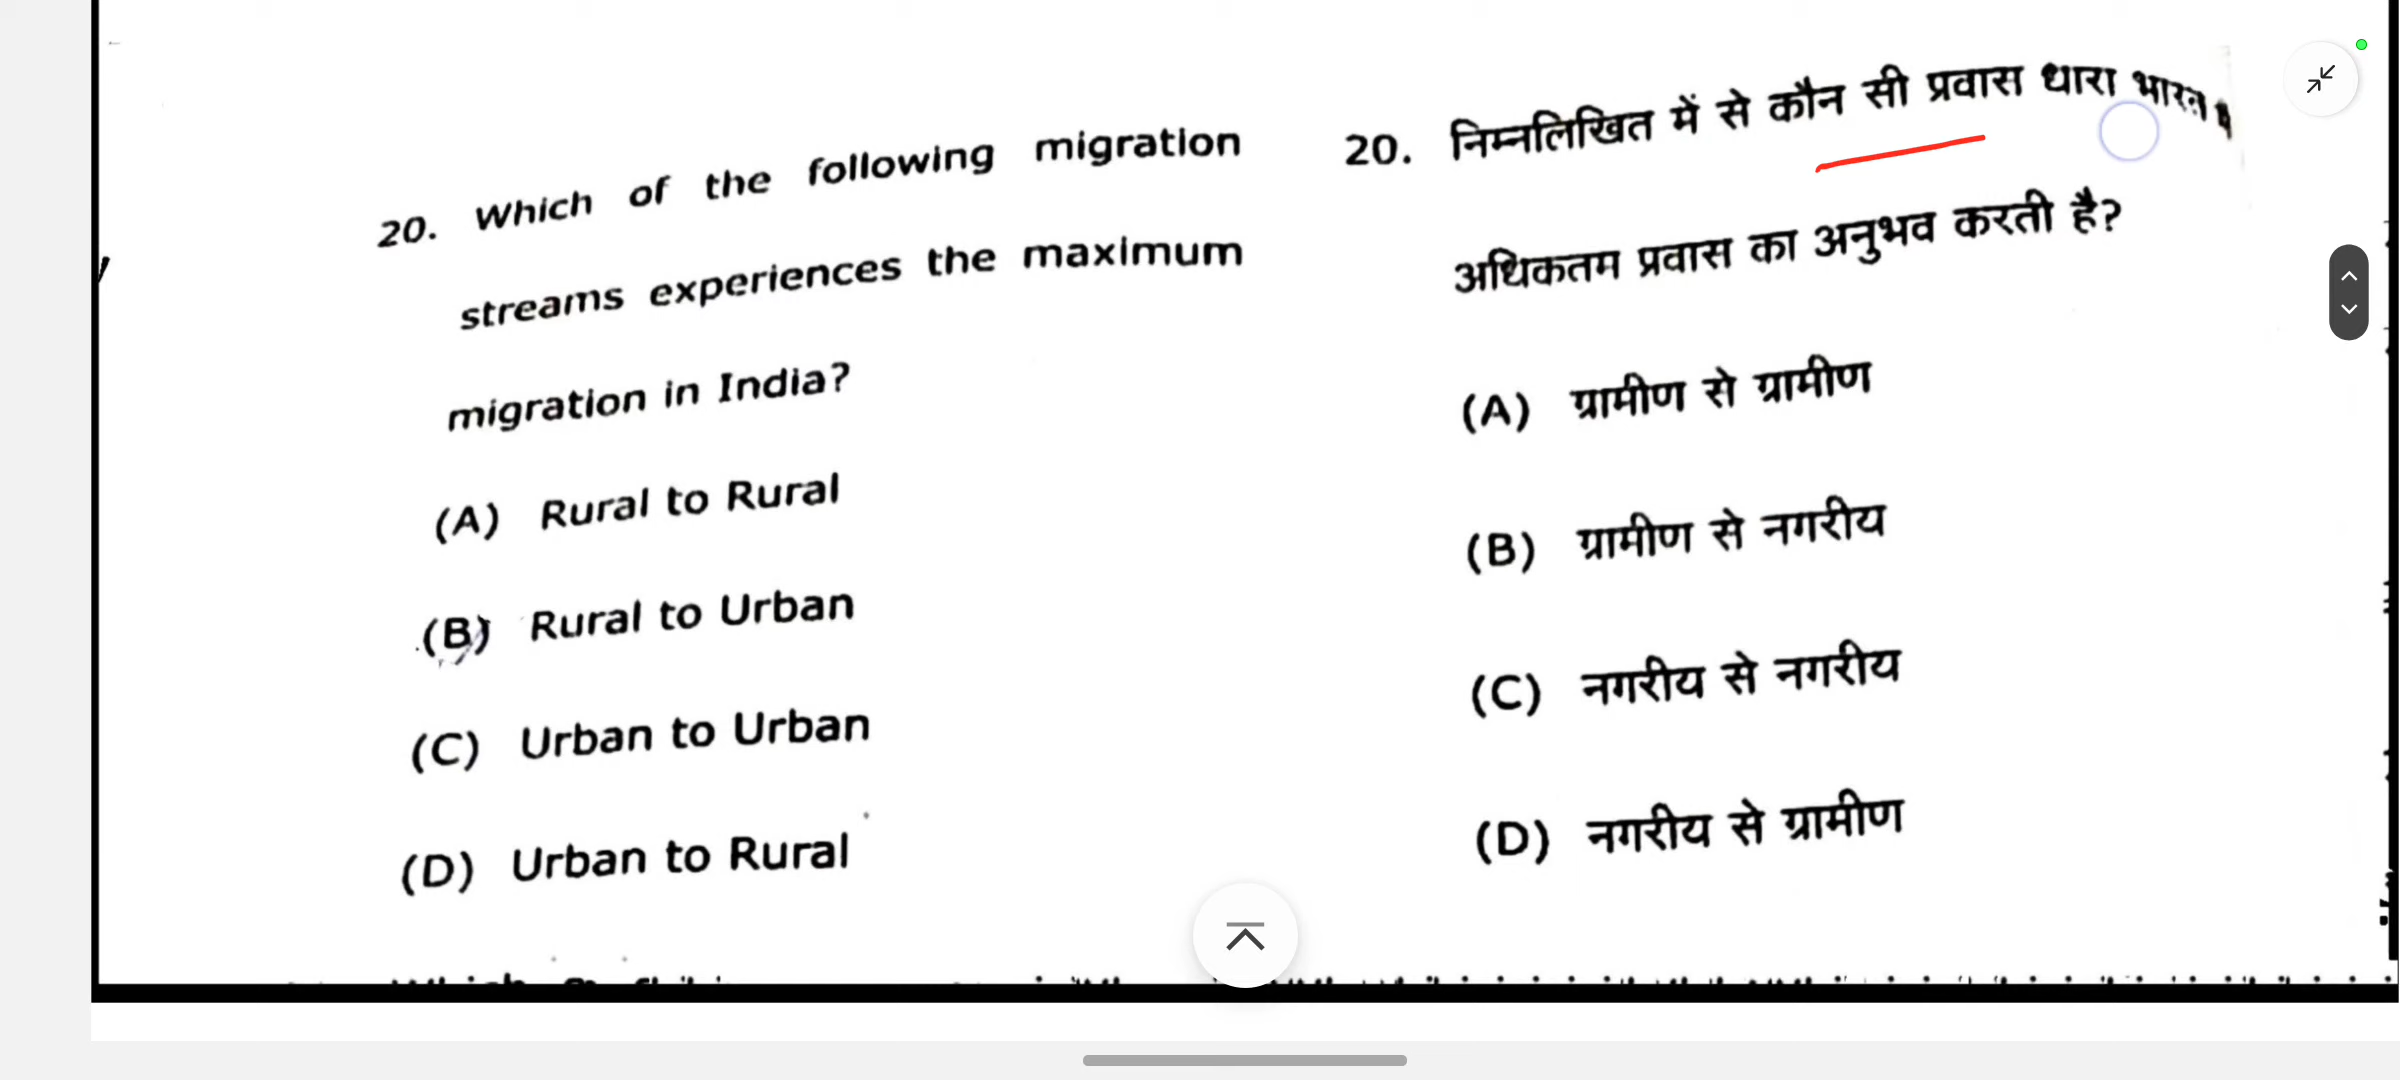 20. Which of the following migration
streams experiences the maximum
migration in India?
(A) Rural to Rural
(B) Rural to Urban
(C) Urban to Urban
(D) Urban to Rural
20. निम्नलिखित में से कौन सी प्रवास धारा भारत
अधिकतम प्रवास का अनुभव करती है?
(A) ग्रामीण से ग्रामीण
(B) ग्रामीण से नगरीय
(C) नगरीय से नगरीय
(D) नगरीय से ग्रामीण